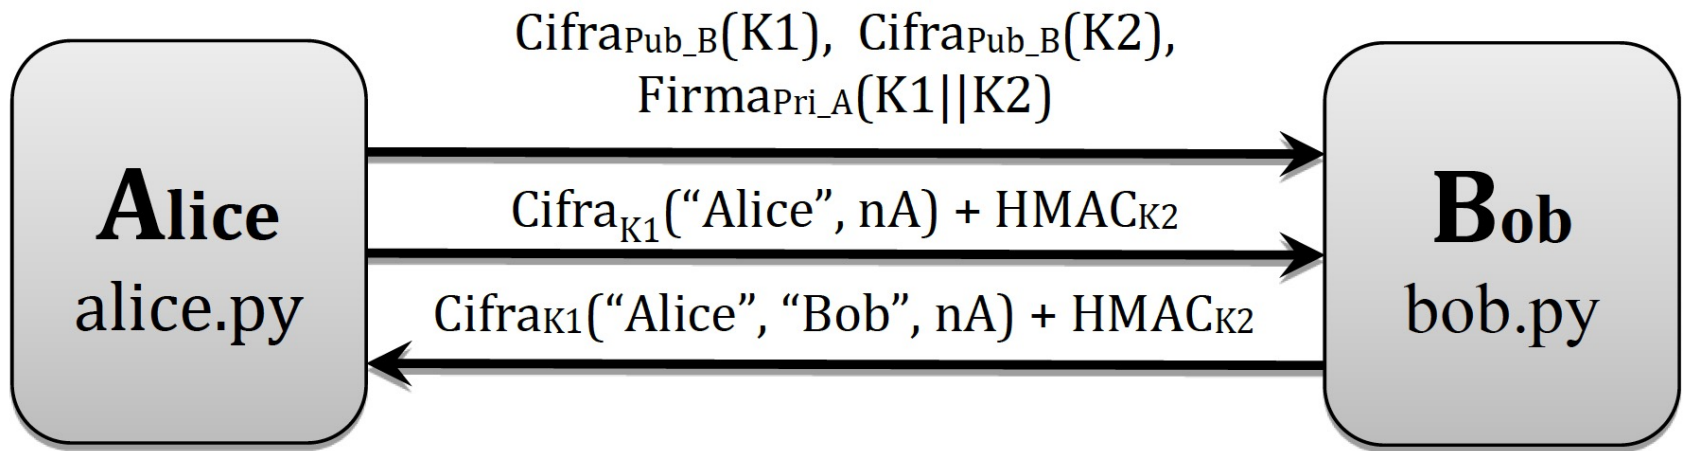 CifraPub_B(K1), CifraPub_B(K2),
FirmaPri_A(K1||K2)
Alice
alice.py
CifraK1(“Alice”, nA) + HMACK2
CifraK1(“Alice”, “Bob”, nA) + HMACK2
Bob
bob.py